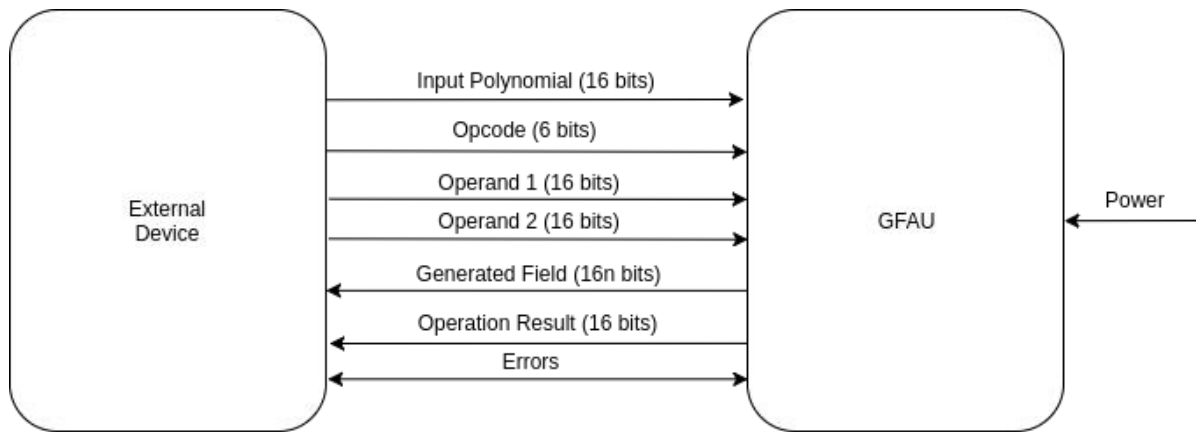 Input Polynomial (16 bits)
Opcode (6 bits)
Operand 1 (16 bits)
External
Device
Operand 2 (16 bits)
GFAU
Power
Generated Field (16n bits)
Operation Result (16 bits)
Errors